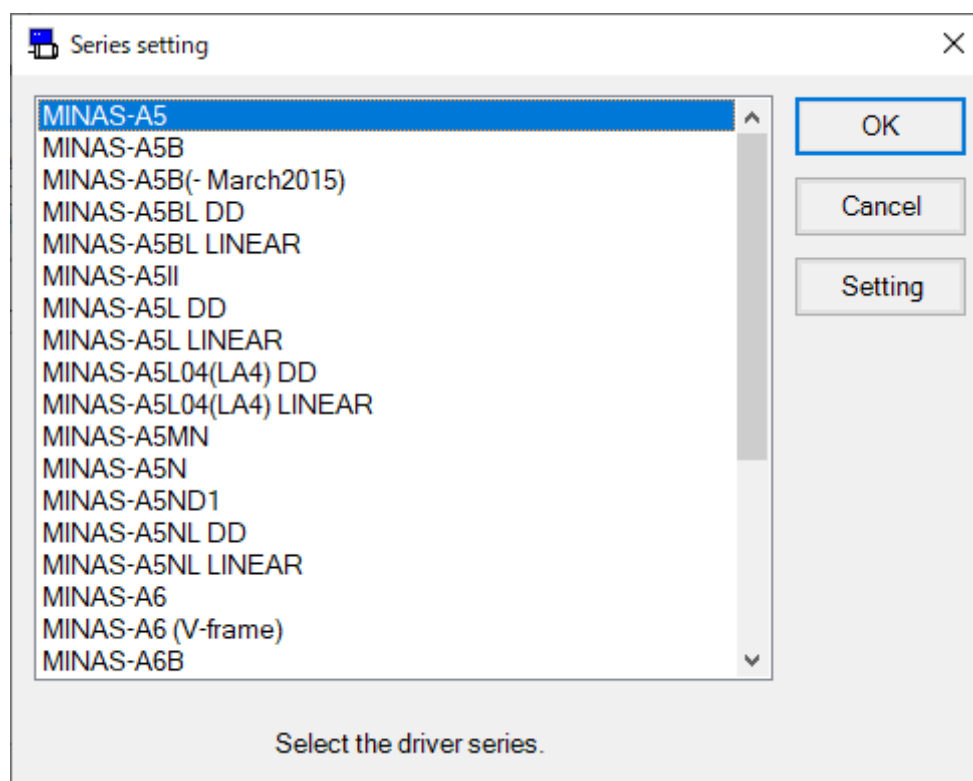 Series setting
MINAS-A5
MINAS-A5B
MINAS-A5B(- March2015)
MINAS-A5BL DD
MINAS-A5BL LINEAR
MINAS-A5II
MINAS-A5L DD
MINAS-A5L LINEAR
MINAS-A5L04(LA4) DD
MINAS-A5L04(LA4) LINEAR
MINAS-A5MN
MINAS-A5N
MINAS-A5ND1
MINAS-A5NL DD
MINAS-A5NL LINEAR
MINAS-A6
MINAS-A6 (V-frame)
MINAS-A6B
OK
Cancel
Setting
Select the driver series.